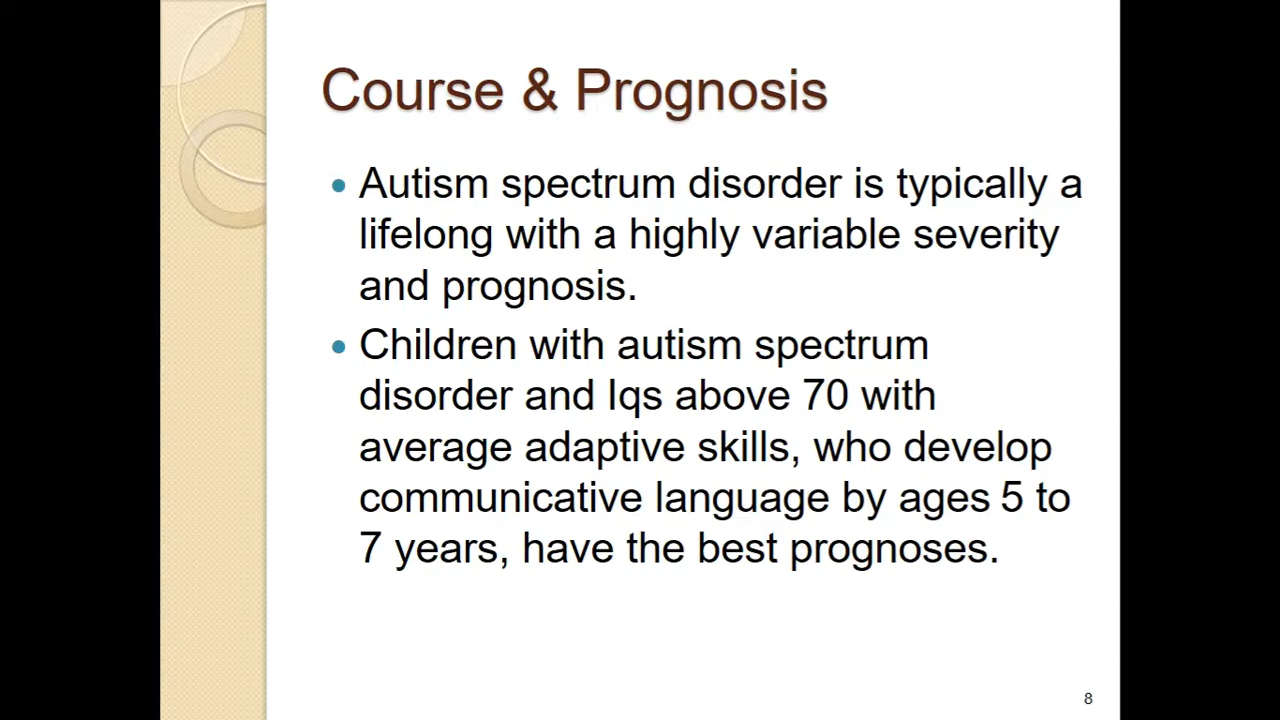 Course & Prognosis
• Autism spectrum disorder is typically a
lifelong with a highly variable severity
and prognosis.
• Children with autism spectrum
disorder and Iqs above 70 with
average adaptive skills, who develop
communicative language by ages 5 to
7 years, have the best prognoses.
8